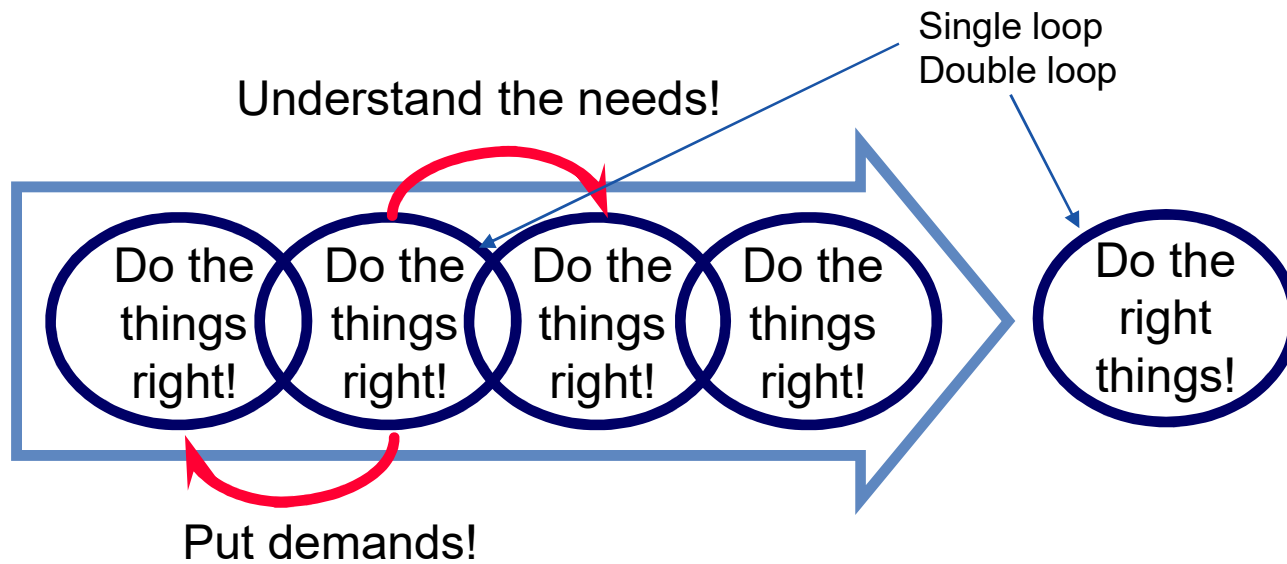 Single loop
Double loop
Understand the needs!
Do the
things
right!
Do the
things
right!
Do the
things
right!
Do the
things
right!
Do the
right
things!
Put demands!